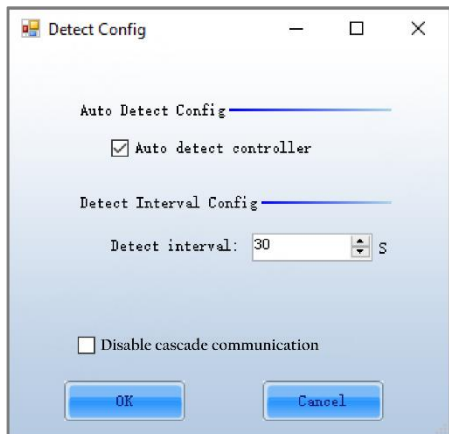 Detect Config
Auto Detect Config
Auto detect controller
Detect Interval Config
Detect interval: 30 S
Disable cascade communication
OK Cancel